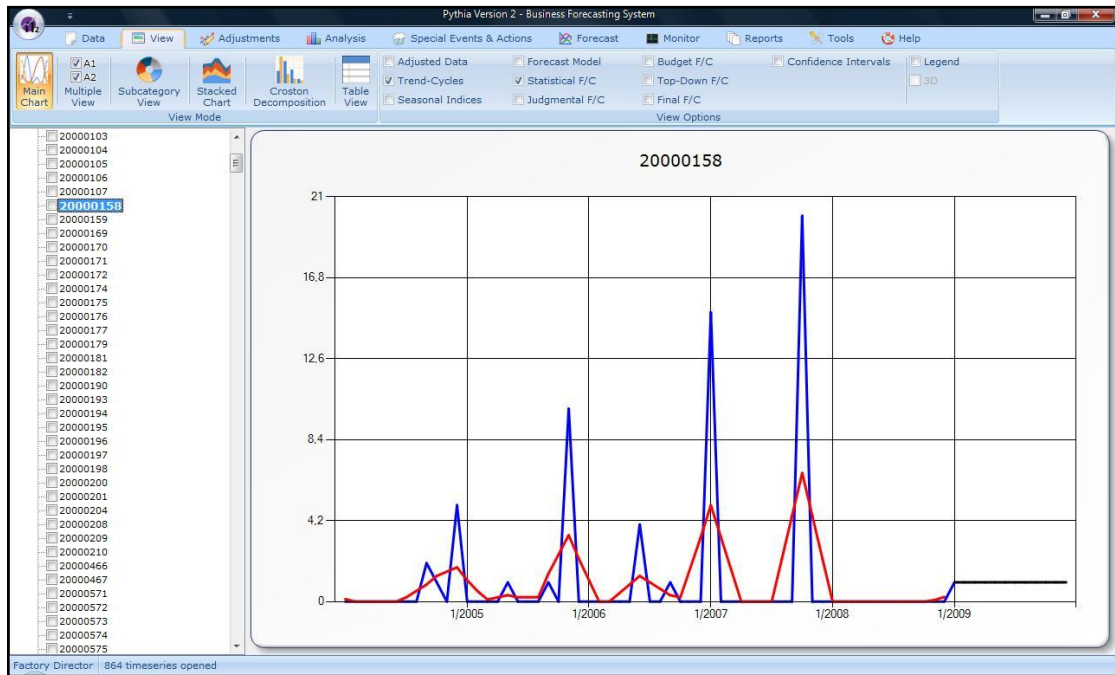 Pythia Version 2 - Business Forecasting System
Data View Adjustments Analysis Special Events & Actions Forecast Monitor Reports Tools Help
Main Chart
A1
A2
Multiple View
Subcategory View
Stacked Chart
Croston Decomposition
Table View
View Mode
Adjusted Data Forecast Model Budget F/C Confidence Intervals Legend
Trend-Cycles Statistical F/C Top-Down F/C 3D
Seasonal Indices Judgmental F/C Final F/C
View Options
20000103
20000104
20000105
20000106
20000107
20000158
20000159
20000169
20000170
20000171
20000172
20000174
20000175
20000176
20000177
20000179
20000181
20000182
20000190
20000193
20000194
20000195
20000196
20000197
20000198
20000200
20000201
20000204
20000208
20000209
20000210
20000466
20000467
20000571
20000572
20000573
20000574
20000575
20000158
21
16,8
12,6
8,4
4,2
0
1/2005 1/2006 1/2007 1/2008 1/2009
Factory Director 864 timeseries opened